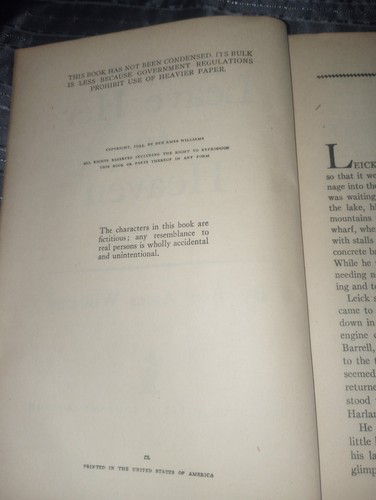 THIS BOOK HAS NOT BEEN CONDENSED. ITS BULK
IS LESS BECAUSE GOVERNMENT REGULATIONS
PROHIBIT USE OF HEAVIER PAPER.
COPYRIGHT, 1944, BY BEN AMES WILLIAMS
ALL RIGHTS RESERVED INCLUDING THE RIGHT TO REPRODUCE
THIS BOOK OR PARTS THEREOF IN ANY FORM
The characters in this book are
fictitious; any resemblance to
real persons is wholly accidental
and unintentional.
CL
PRINTED IN THE UNITED STATES OF AMERICA
LEICK
so that it we
nage into the
was waiting
the lake, hi
mountains
wharf, whe
with stalls
concrete ba
While he
needing n
ing and to
Leick
came to
down in
engine
Barrell,
to the t
seemed
returne
stood
Harlan
He
little
his la
glimp